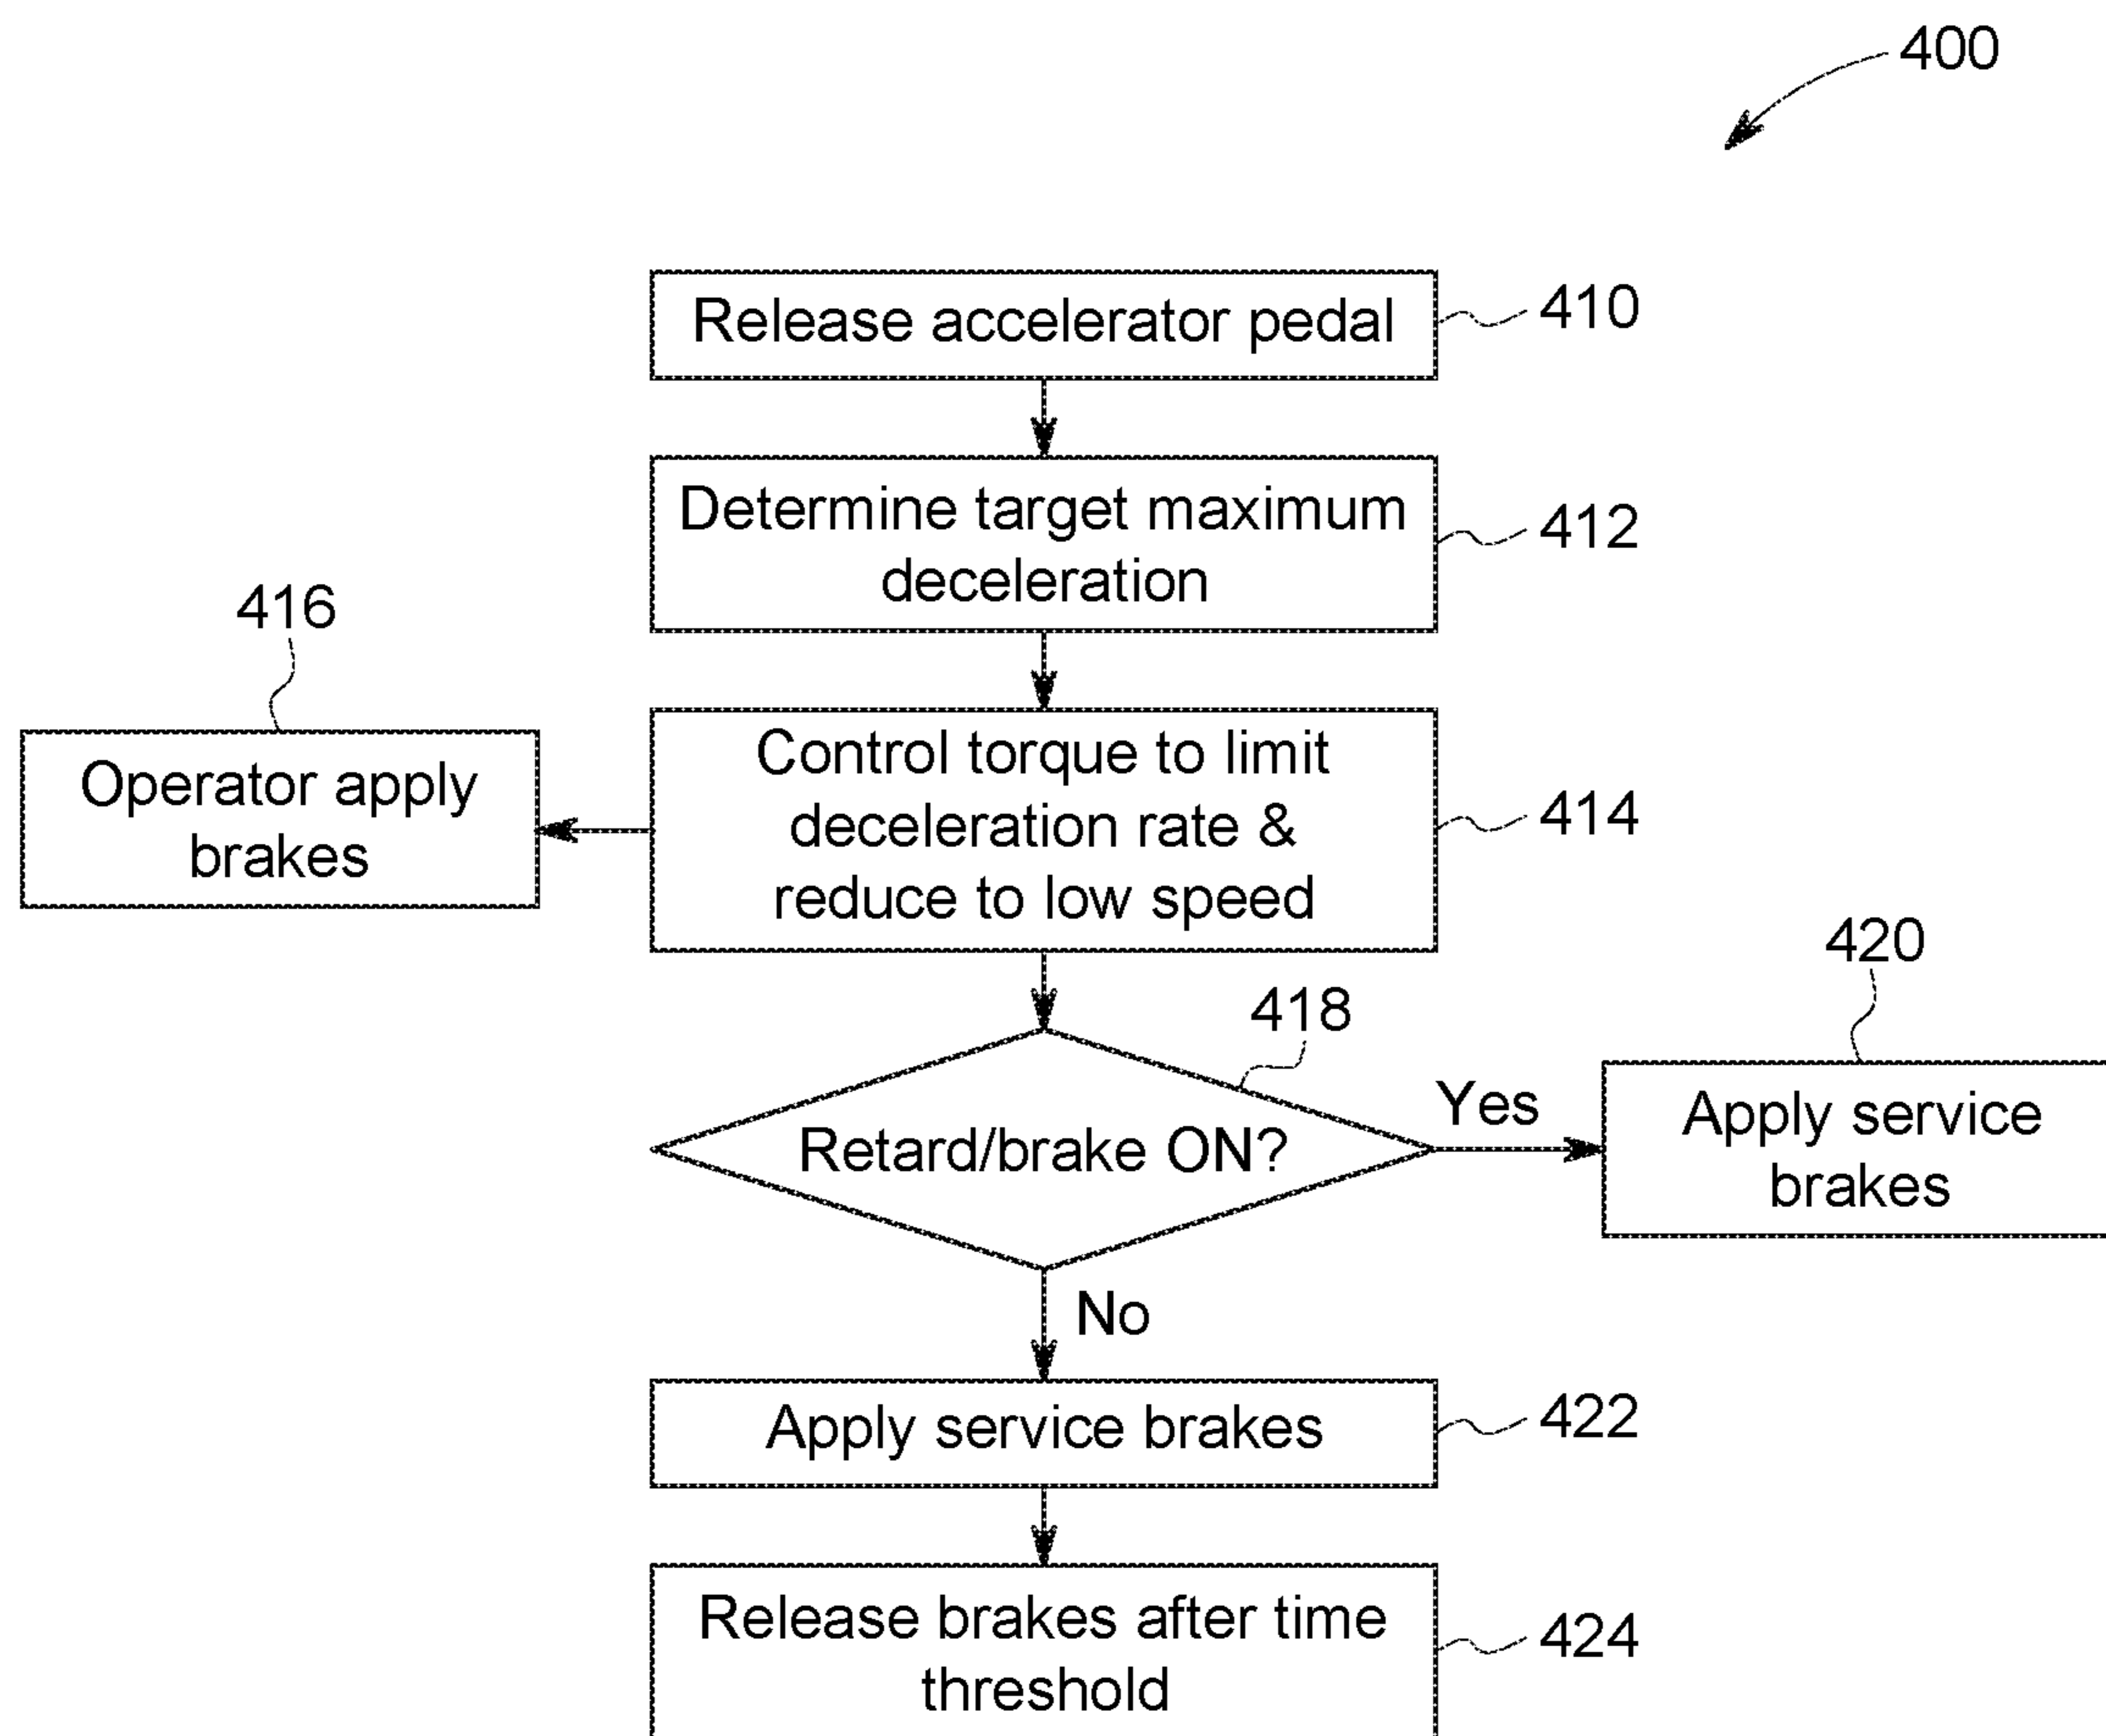 400
Release accelerator pedal
410
Determine target maximum
deceleration
412
416
Operator apply
brakes
Control torque to limit
deceleration rate &
reduce to low speed
414
418
Retard/brake ON?
Yes
420
Apply service
brakes
No
Apply service brakes
422
Release brakes after time
threshold
424